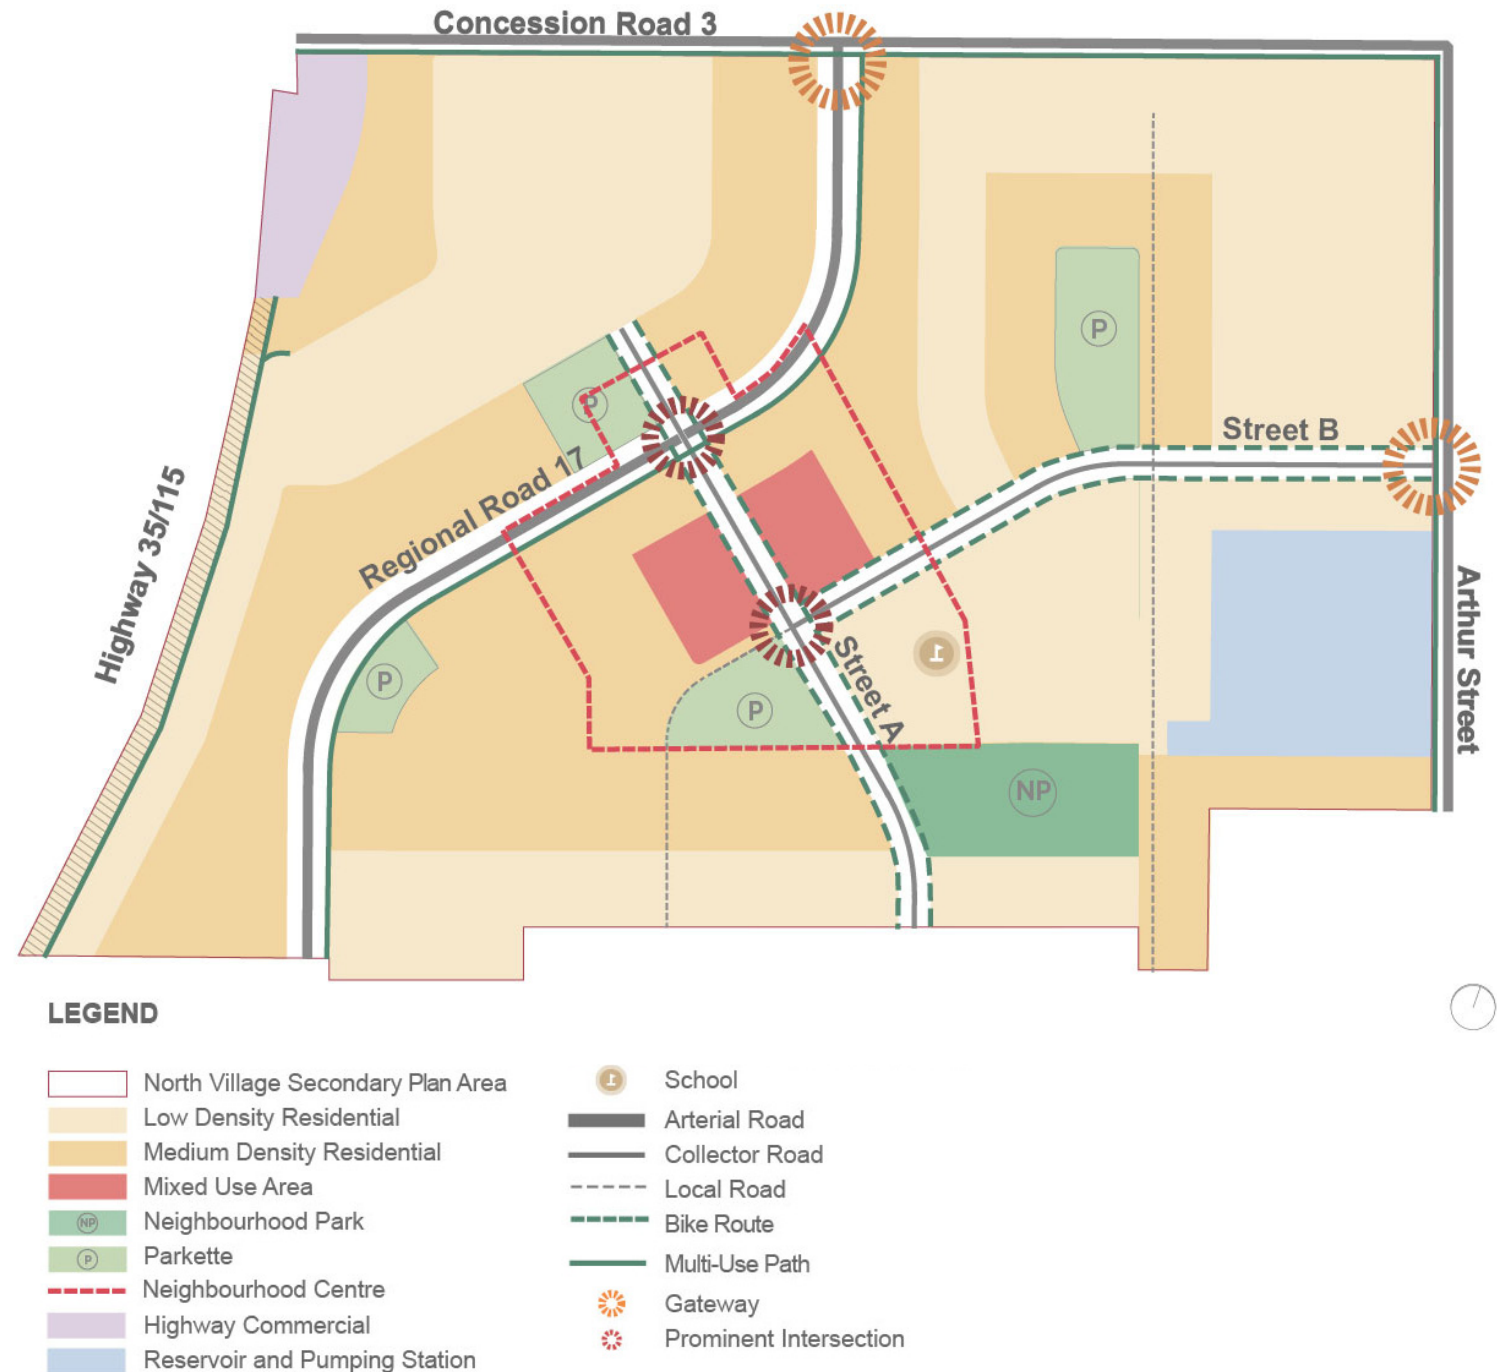 Concession Road 3
P
P
Street B
Regional Road 17
Highway 35/115
Arthur Street
Street A
P
P
NP
LEGEND
North Village Secondary Plan Area
Low Density Residential
Medium Density Residential
Mixed Use Area
NP Neighbourhood Park
P Parkette
Neighbourhood Centre
Highway Commercial
Reservoir and Pumping Station
School
Arterial Road
Collector Road
Local Road
Bike Route
Multi-Use Path
Gateway
Prominent Intersection